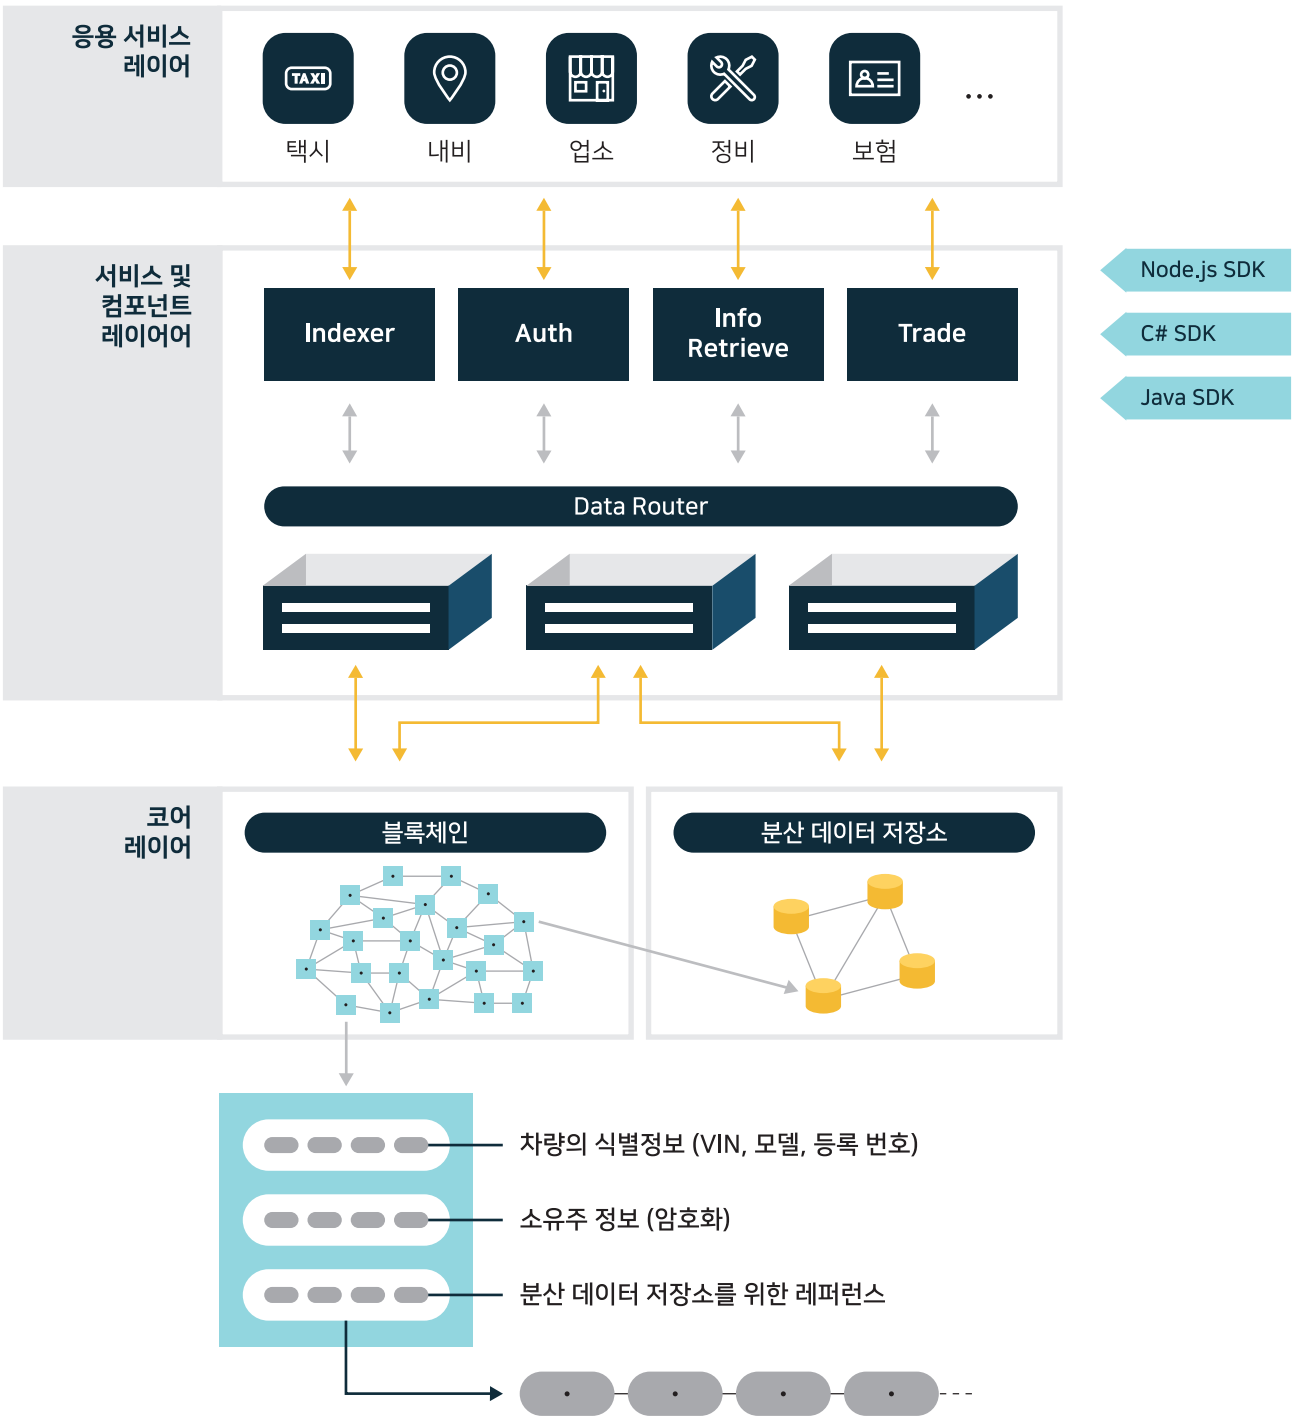 응용 서비스
레이어
TAXI
택시
내비
업소
정비
보험
...
서비스 및
컴포넌트
레이어어
Indexer
Auth
Info
Retrieve
Trade
Node.js SDK
C# SDK
Java SDK
Data Router
코어
레이어
블록체인
분산 데이터 저장소
차량의 식별정보 (VIN, 모델, 등록 번호)
소유주 정보 (암호화)
분산 데이터 저장소를 위한 레퍼런스